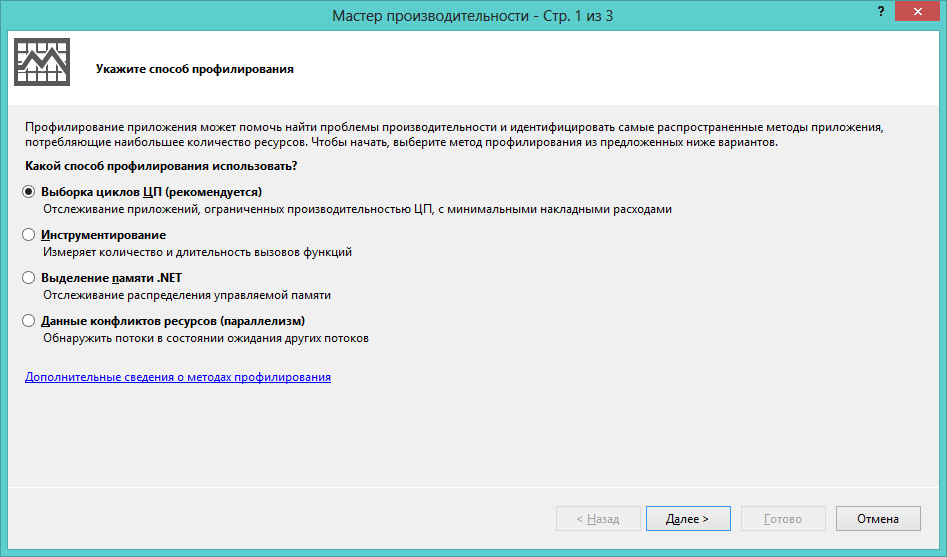 Мастер производительности - Стр. 1 из 3
?
Укажите способ профилирования
Профилирование приложения может помочь найти проблемы производительности и идентифицировать самые распространенные методы приложения,
потребляющие наибольшее количество ресурсов. Чтобы начать, выберите метод профилирования из предложенных ниже вариантов.
Какой способ профилирования использовать?
Выборка циклов ЦП (рекомендуется)
Отслеживание приложений, ограниченных производительностью ЦП, с минимальными накладными расходами
Инструментирование
Измеряет количество и длительность вызовов функций
Выделение памяти .NET
Отслеживание распределения управляемой памяти
Данные конфликтов ресурсов (параллелизм)
Обнаружить потоки в состоянии ожидания других потоков
Дополнительные сведения о методах профилирования
< Назад Далее > Готово Отмена